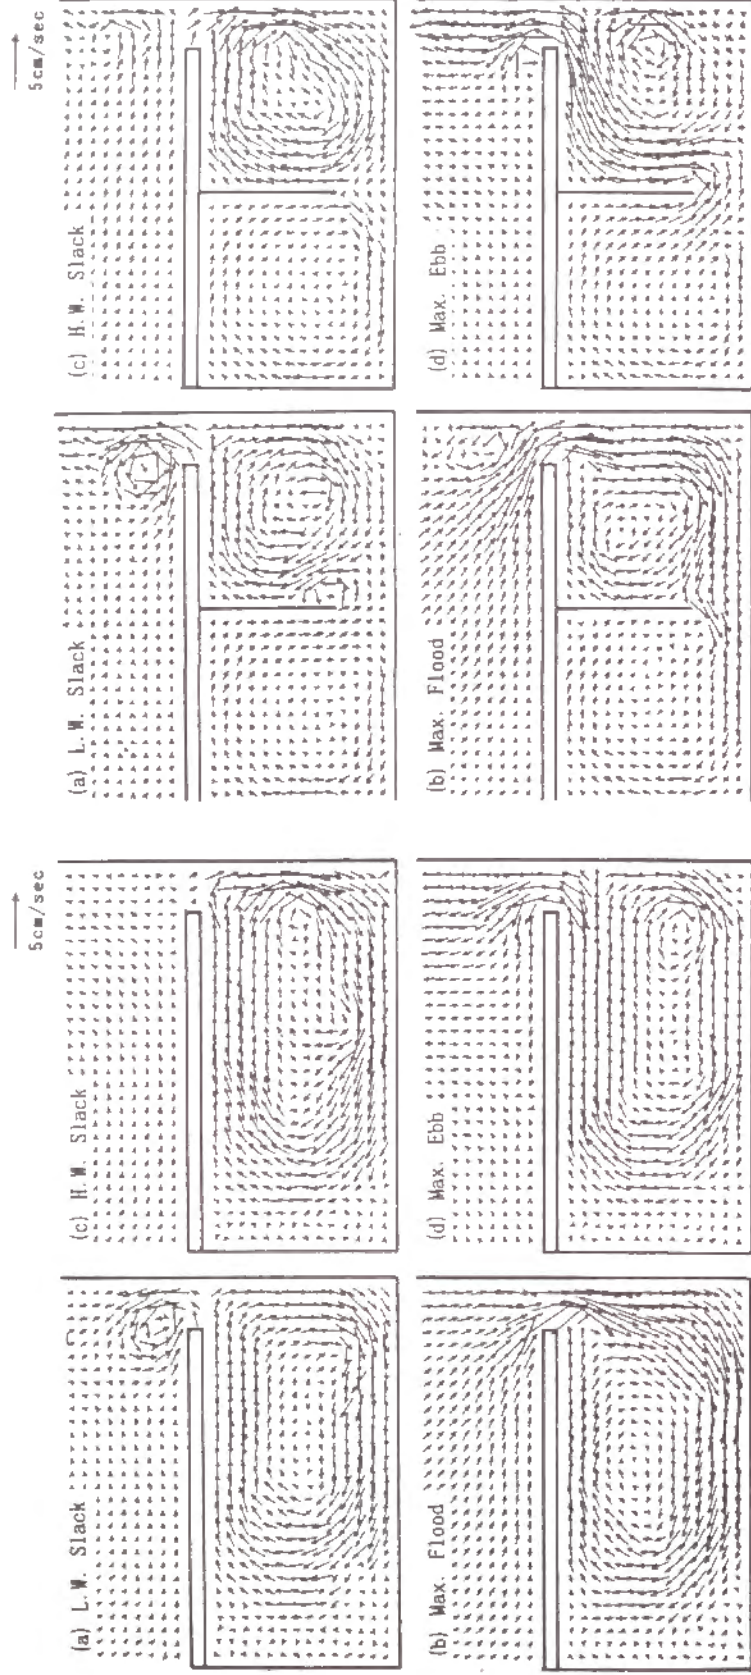 5cm/sec
(a) L.W. Slack
(c) H.W. Slack
(b) Max. Flood
(d) Max. Ebb
5cm/sec
(a) L.W. Slack
(c) H.W. Slack
(b) Max. Flood
(d) Max. Ebb